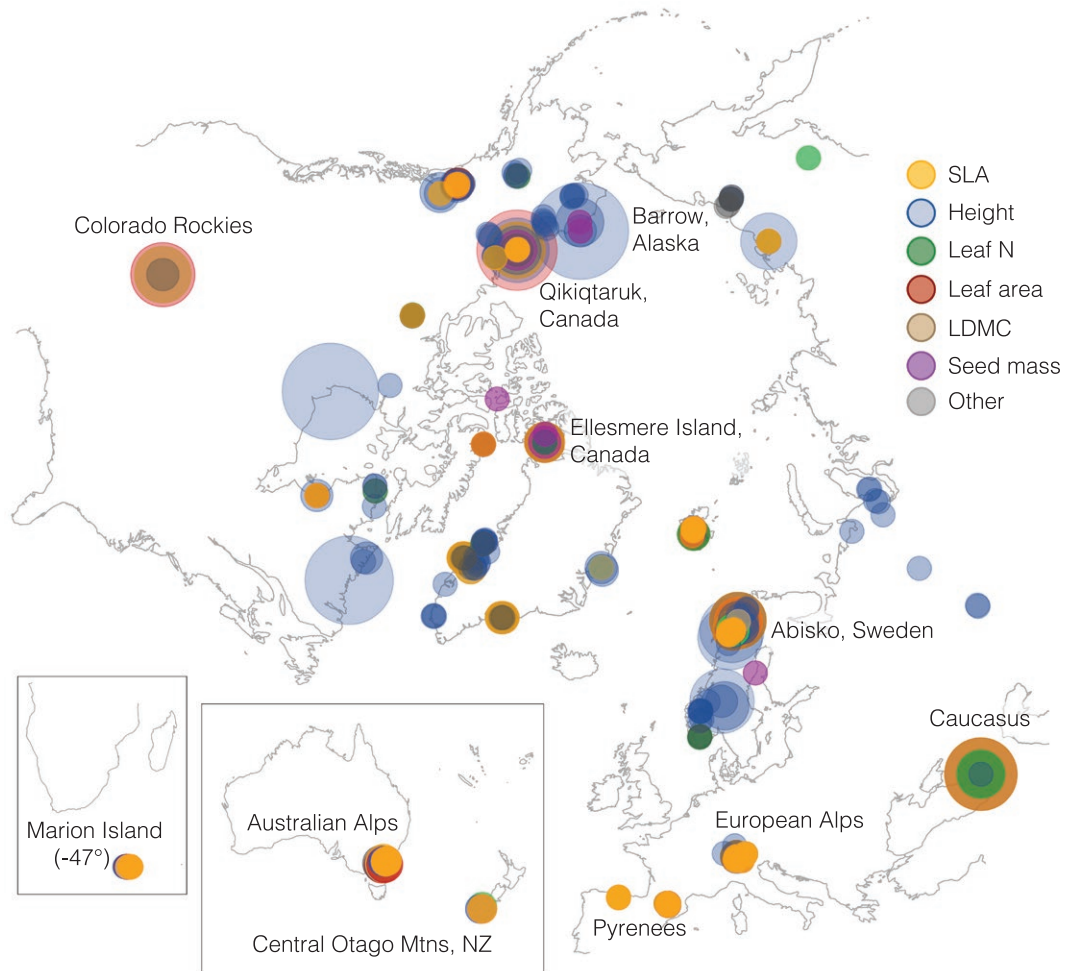 Colorado Rockies
Barrow,
Alaska
Qikiqtaruk,
Canada
SLA
Height
Leaf N
Leaf area
LDMC
Seed mass
Other
Ellesmere Island,
Canada
Abisko, Sweden
Caucasus
European Alps
Pyrenees
Marion Island
(-47°)
Australian Alps
Central Otago Mtns, NZ